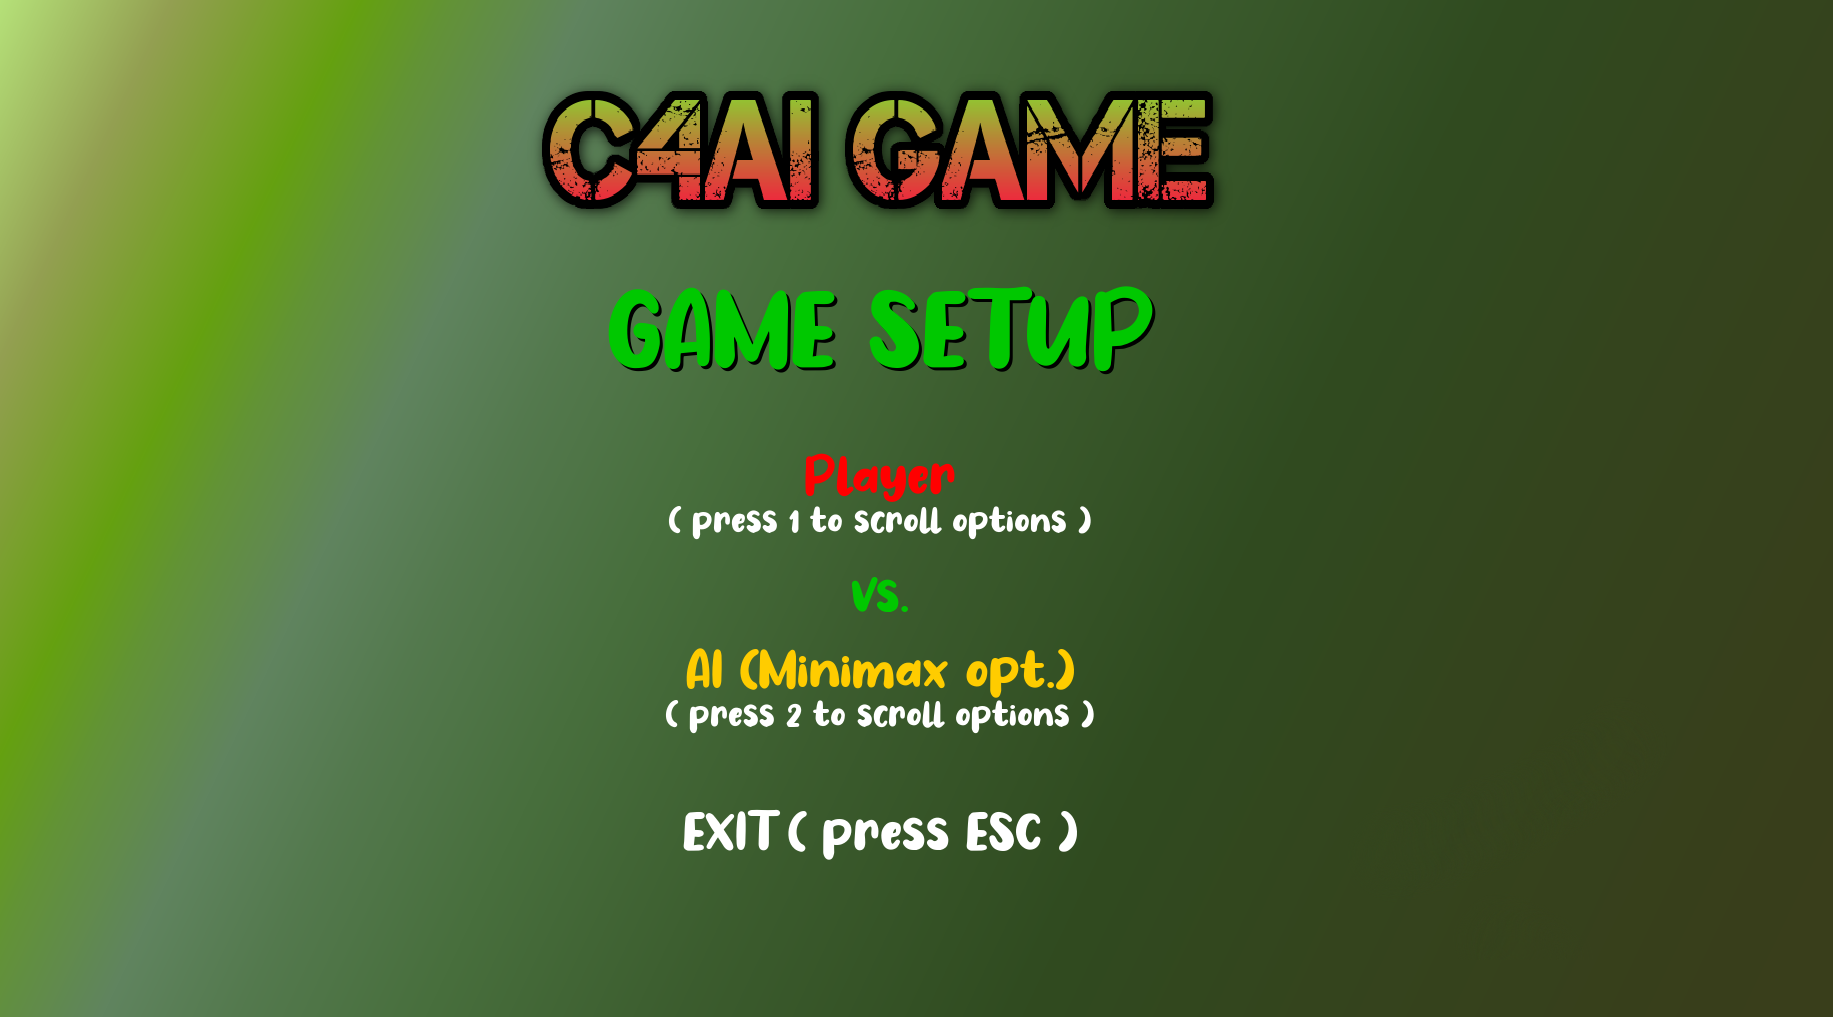 C4AI GAME
GAME SETUP
Player
( press 1 to scroll options )
VS.
AI (Minimax opt.)
( press 2 to scroll options )
EXIT ( press ESC )